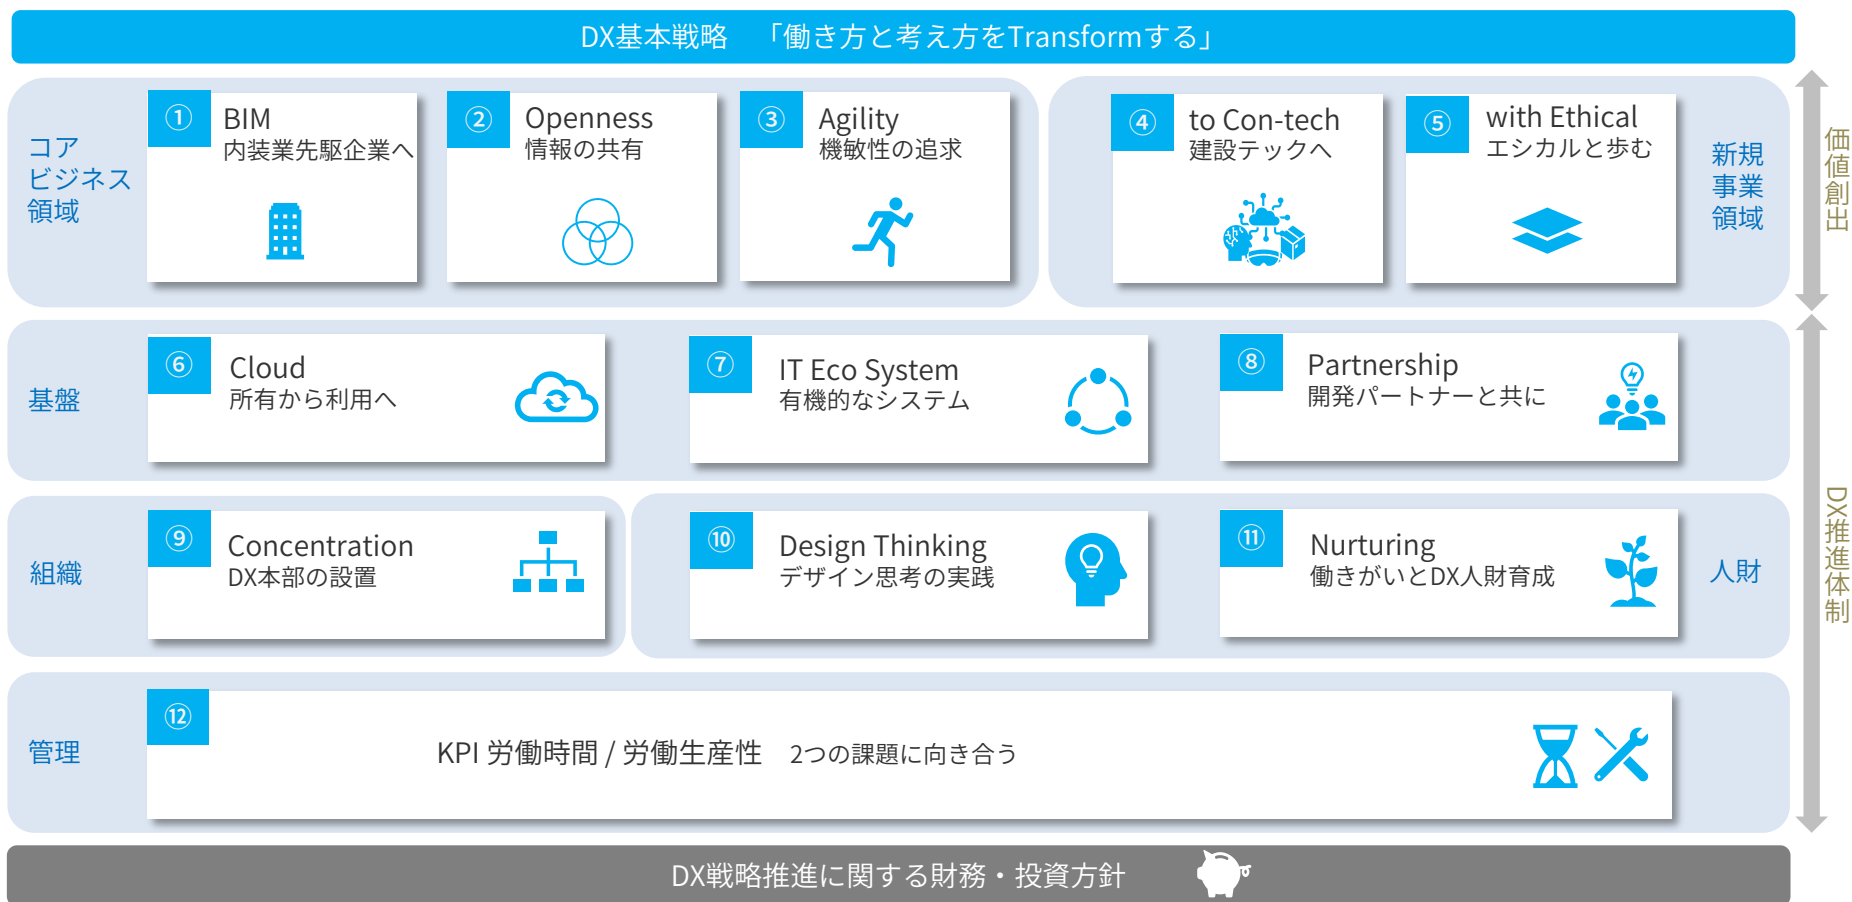 DX基本戦略　「働き方と考え方をTransformする」
コア
ビジネス
領域
①
BIM
内装業先駆企業へ
②
Openness
情報の共有
③
Agility
機敏性の追求
④
to Con-tech
建設テックへ
⑤
with Ethical
エシカルと歩む
新規
事業
領域
価値創出
基盤
⑥
Cloud
所有から利用へ
⑦
IT Eco System
有機的なシステム
⑧
Partnership
開発パートナーと共に
組織
⑨
Concentration
DX本部の設置
⑩
Design Thinking
デザイン思考の実践
⑪
Nurturing
働きがいとDX人財育成
人財
DX推進体制
管理
⑫
KPI 労働時間 / 労働生産性　2つの課題に向き合う
DX戦略推進に関する財務・投資方針